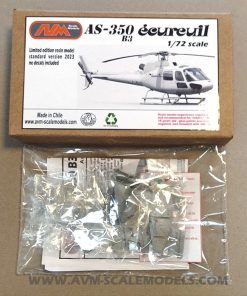 AVM
AS-350 écureuil
B3
1/72 scale
Limited edition resin model
standard version 2023
no decals included
Made in Chile
www.avm-scalemodels.com
B3
WWW.AVM-SCALEMODELS.COM